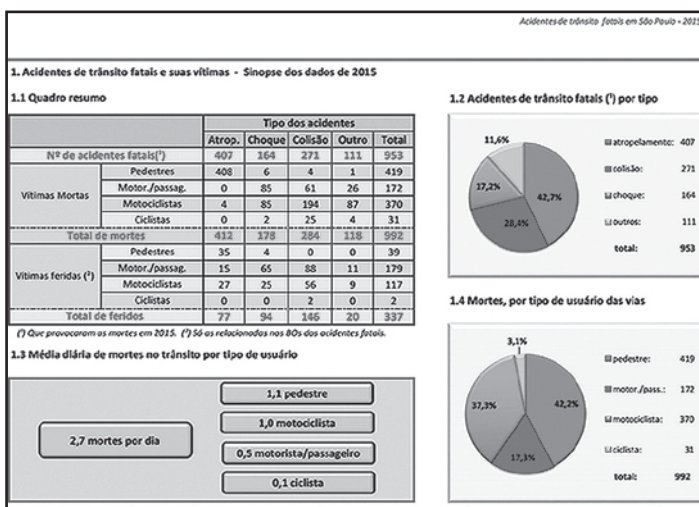 Acidentes de trânsito fatais em São Paulo - 2015
1. Acidentes de trânsito fatais e suas vítimas - Sinopse dos dados de 2015
1.1 Quadro resumo
Tipo dos acidentes
Atrop. Choque Colisão Outro Total
Nº de acidentes fatais(¹) 407 164 271 111 953
Vítimas Mortas
Pedestres 408 6 4 1 419
Motor./passag. 0 85 61 26 172
Motociclistas 4 85 194 87 370
Ciclistas 0 2 25 4 31
Total de mortes 412 178 284 118 992
Vítimas feridas (²)
Pedestres 35 4 0 0 39
Motor./passag. 15 65 88 11 179
Motociclistas 27 25 56 9 117
Ciclistas 0 0 2 0 2
Total de feridos 77 94 146 20 337
(¹) Que provocaram as mortes em 2015. (²) Só as relacionadas nos BOs dos acidentes fatais.
1.2 Acidentes de trânsito fatais (¹) por tipo
11,6%
17,2%
42,7%
28,4%
atropelamento: 407
colisão: 271
choque: 164
outros: 111
total: 953
1.3 Média diária de mortes no trânsito por tipo de usuário
2,7 mortes por dia
1,1 pedestre
1,0 motociclista
0,5 motorista/passageiro
0,1 ciclista
1.4 Mortes, por tipo de usuário das vias
3,1%
37,3%
42,2%
17,3%
pedestre: 419
motor./pass.: 172
motociclista: 370
ciclista: 31
total: 992